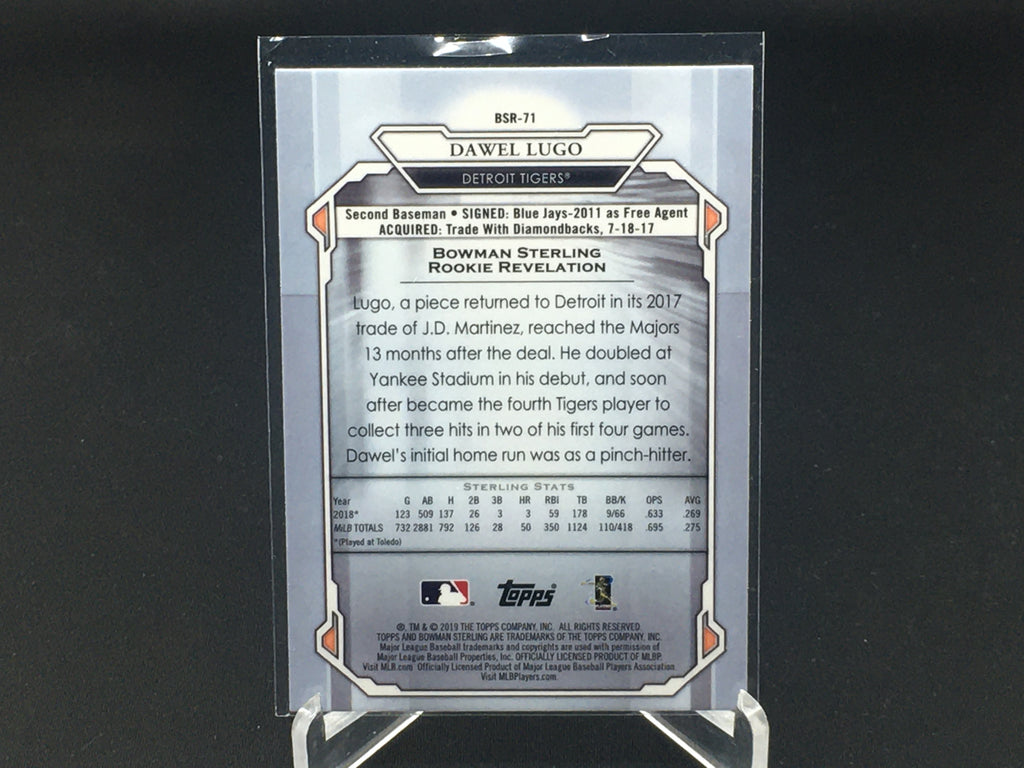 BSR-71
DAWEL LUGO
DETROIT TIGERS®
Second Baseman • SIGNED: Blue Jays-2011 as Free Agent
ACQUIRED: Trade With Diamondbacks, 7-18-17
BOWMAN STERLING
ROOKIE REVELATION
Lugo, a piece returned to Detroit in its 2017
trade of J.D. Martinez, reached the Majors
13 months after the deal. He doubled at
Yankee Stadium in his debut, and soon
after became the fourth Tigers player to
collect three hits in two of his first four games.
Dawel's initial home run was as a pinch-hitter.
STERLING STATS
Year G AB H 2B 3B HR RBI TB BB/K OPS AVG
2018* 123 509 137 26 3 3 59 178 9/66 .633 .269
MiLB TOTALS 732 2881 792 126 28 50 350 1124 110/418 .695 .275
*(Played at Toledo)
Topps
®, TM & © 2019 THE TOPPS COMPANY, INC. ALL RIGHTS RESERVED.
TOPPS AND BOWMAN STERLING ARE TRADEMARKS OF THE TOPPS COMPANY, INC.
Major League Baseball trademarks and copyrights are used with permission of
Major League Baseball Properties, Inc. OFFICIALLY LICENSED PRODUCT OF MLBP.
Visit MLB.com Officially Licensed Product of Major League Baseball Players Association.
Visit MLBPlayers.com